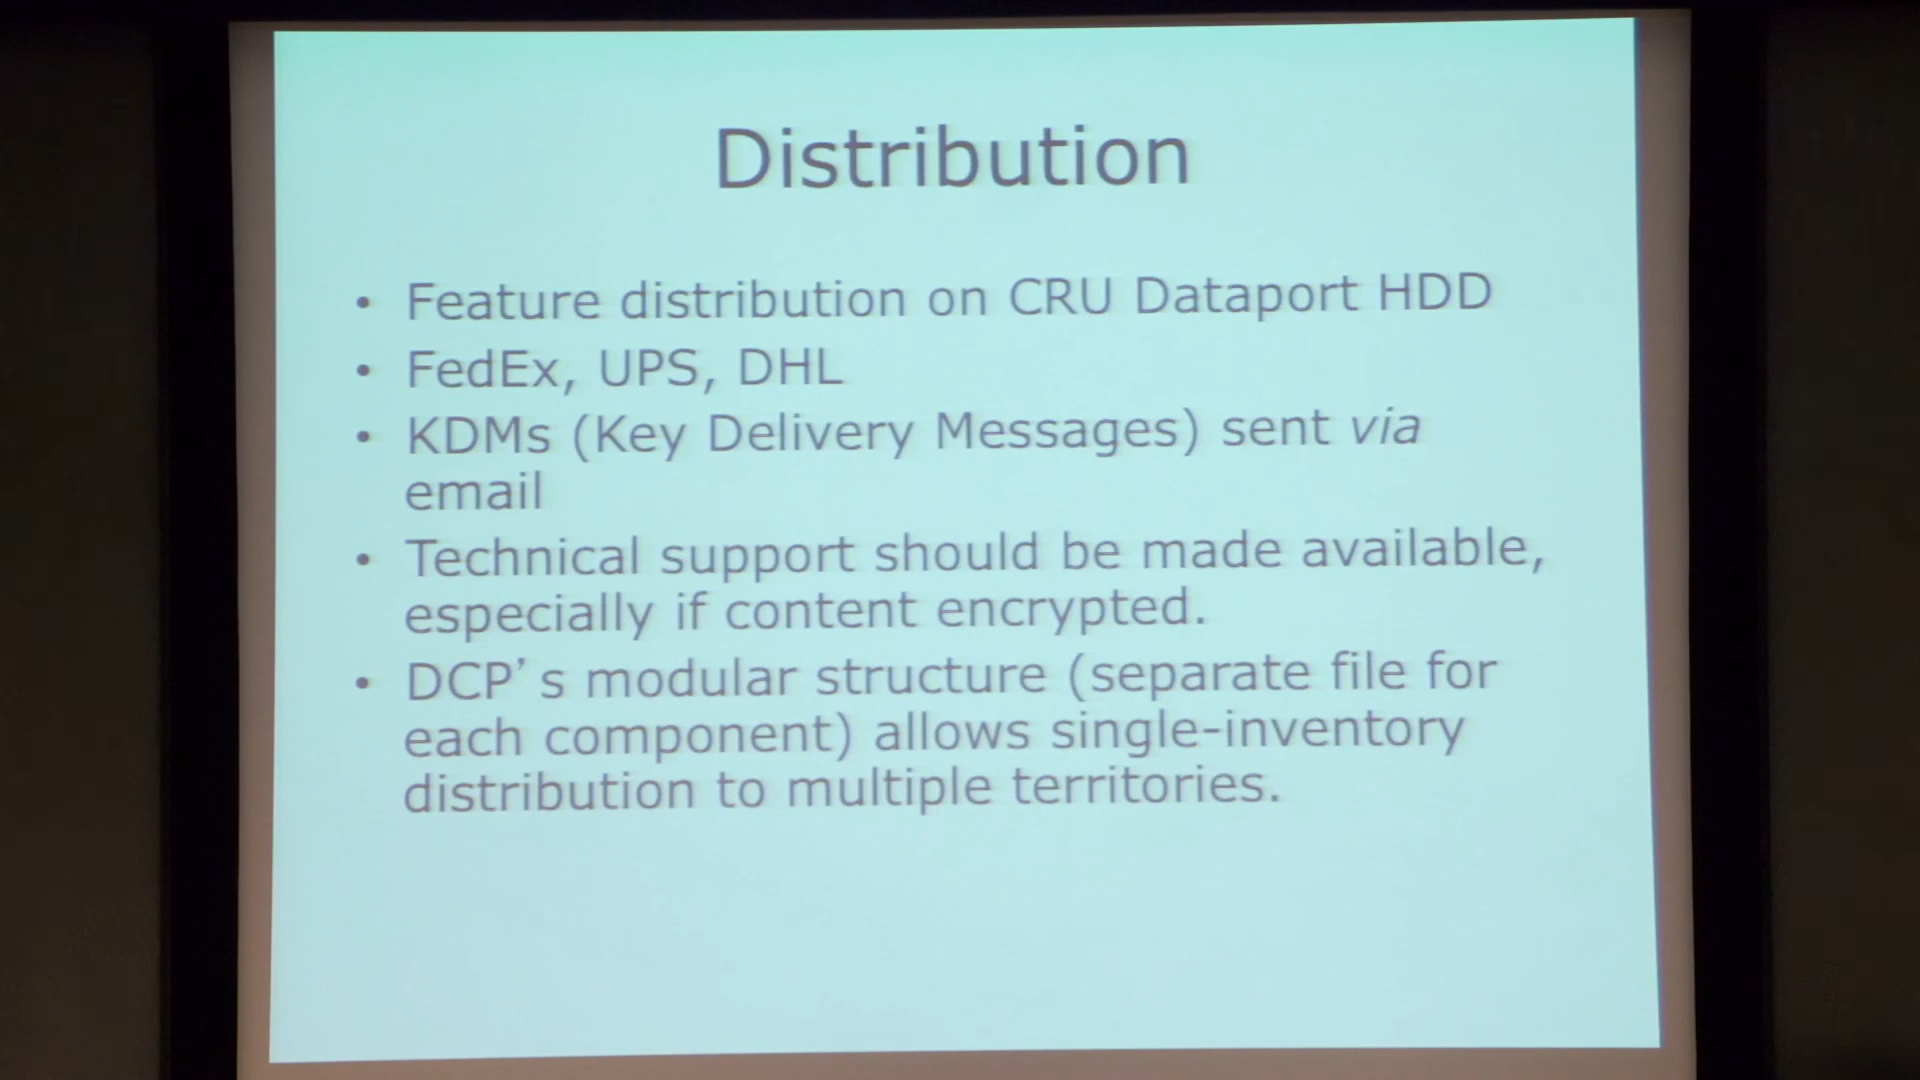 Distribution
• Feature distribution on CRU Dataport HDD
• FedEx, UPS, DHL
• KDMs (Key Delivery Messages) sent via
email
• Technical support should be made available,
especially if content encrypted.
• DCP’s modular structure (separate file for
each component) allows single-inventory
distribution to multiple territories.